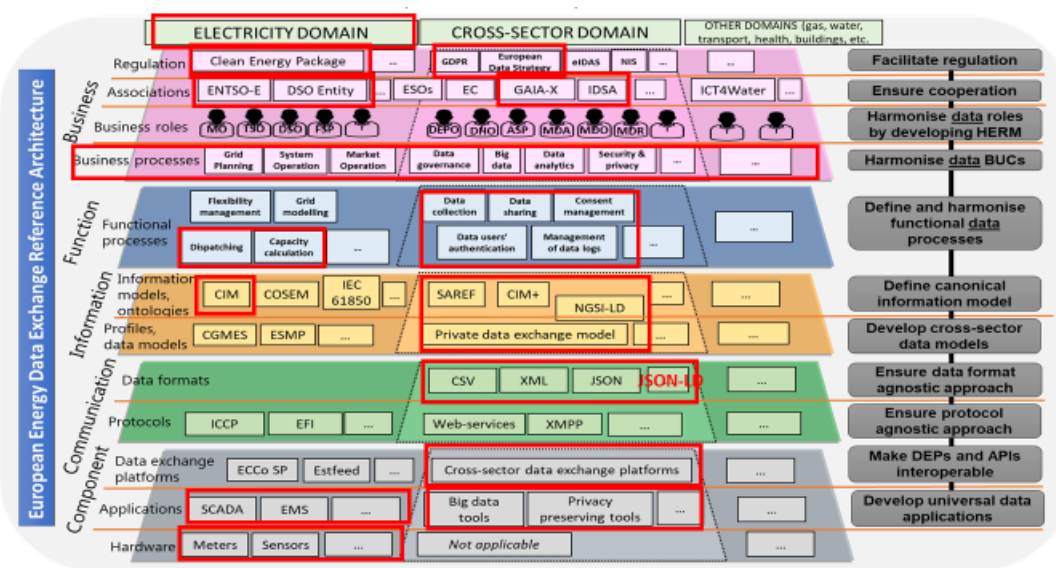 ELECTRICITY DOMAIN
CROSS-SECTOR DOMAIN
OTHER DOMAINS (gas, water,
transport, health, buildings, etc.
European Energy Data Exchange Reference Architecture
Business
Regulation
Clean Energy Package
...
GDPR
European
Data Strategy
eIDAS
NIS
...
...
Facilitate regulation
Associations
ENTSO-E
DSO Entity
...
ESOs
EC
GAIA-X
IDSA
...
ICT4Water
...
Ensure cooperation
Business roles
MO
TSO
DSO
FSP
?
DEPO
DHO
ASP
MDA
MDO
MDR
?
?
?
Harmonise data roles
by developing HERM
Business processes
Grid
Planning
System
Operation
Market
Operation
Data
governance
Big
data
Data
analytics
Security &
privacy
...
...
Harmonise data BUCs
Function
Functional
processes
Flexibility
management
Grid
modelling
Dispatching
Capacity
calculation
...
Data
collection
Data
sharing
Consent
management
Data users'
authentication
Management
of data logs
...
...
Define and harmonise
functional data
processes
Information
Information
models,
ontologies
CIM
COSEM
IEC
61850
...
SAREF
CIM+
NGSI-LD
...
...
Define canonical
information model
Profiles,
data models
CGMES
ESMP
...
Private data exchange model
...
...
Develop cross-sector
data models
Communication
Data formats
CSV
XML
JSON
JSON-LD
...
Ensure data format
agnostic approach
Protocols
ICCP
EFI
...
Web-services
XMPP
...
...
Ensure protocol
agnostic approach
Component
Data exchange
platforms
ECCo SP
Estfeed
...
Cross-sector data exchange platforms
...
Make DEPs and APIs
interoperable
Applications
SCADA
EMS
...
Big data
tools
Privacy
preserving tools
...
...
Develop universal data
applications
Hardware
Meters
Sensors
...
Not applicable
...